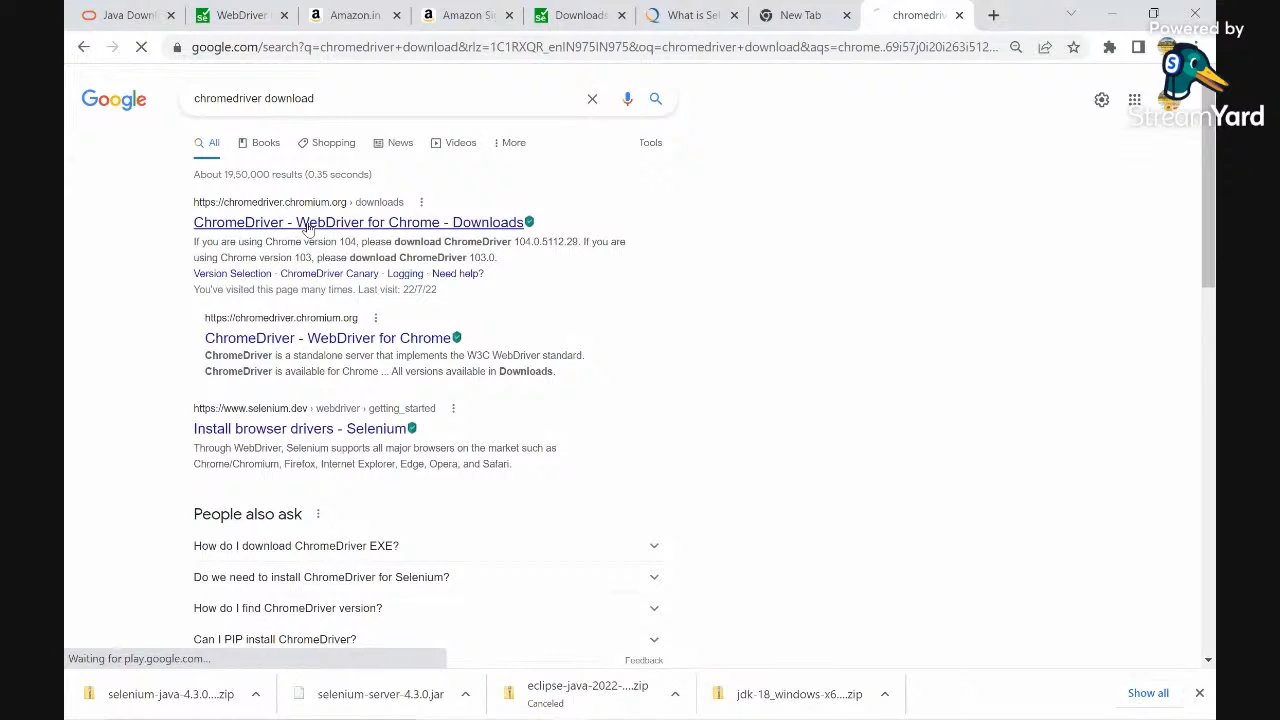 Java Downl
WebDriver
Amazon.in
Amazon Sig
Downloads
What is Sel
New Tab
chromedriv
google.com/search?q=chromedriver+download&rlz=1C1RXQR_enIN975IN975&oq=chromedriver+download&aqs=chrome..69i57j0i20i263i512...
Powered by
StreamYard
Google
chromedriver download
All
Books
Shopping
News
Videos
More
Tools
About 19,50,000 results (0.35 seconds)
https://chromedriver.chromium.org › downloads
ChromeDriver - WebDriver for Chrome - Downloads
If you are using Chrome version 104, please download ChromeDriver 104.0.5112.29. If you are
using Chrome version 103, please download ChromeDriver 103.0.
Version Selection · ChromeDriver Canary · Logging · Need help?
You've visited this page many times. Last visit: 22/7/22
https://chromedriver.chromium.org
ChromeDriver - WebDriver for Chrome
ChromeDriver is a standalone server that implements the W3C WebDriver standard.
ChromeDriver is available for Chrome ... All versions available in Downloads.
https://www.selenium.dev › webdriver › getting_started
Install browser drivers - Selenium
Through WebDriver, Selenium supports all major browsers on the market such as
Chrome/Chromium, Firefox, Internet Explorer, Edge, Opera, and Safari.
People also ask
How do I download ChromeDriver EXE?
Do we need to install ChromeDriver for Selenium?
How do I find ChromeDriver version?
Can I PIP install ChromeDriver?
Waiting for play.google.com...
Feedback
selenium-java-4.3.0....zip
selenium-server-4.3.0.jar
eclipse-java-2022-....zip
Canceled
jdk-18_windows-x6....zip
Show all